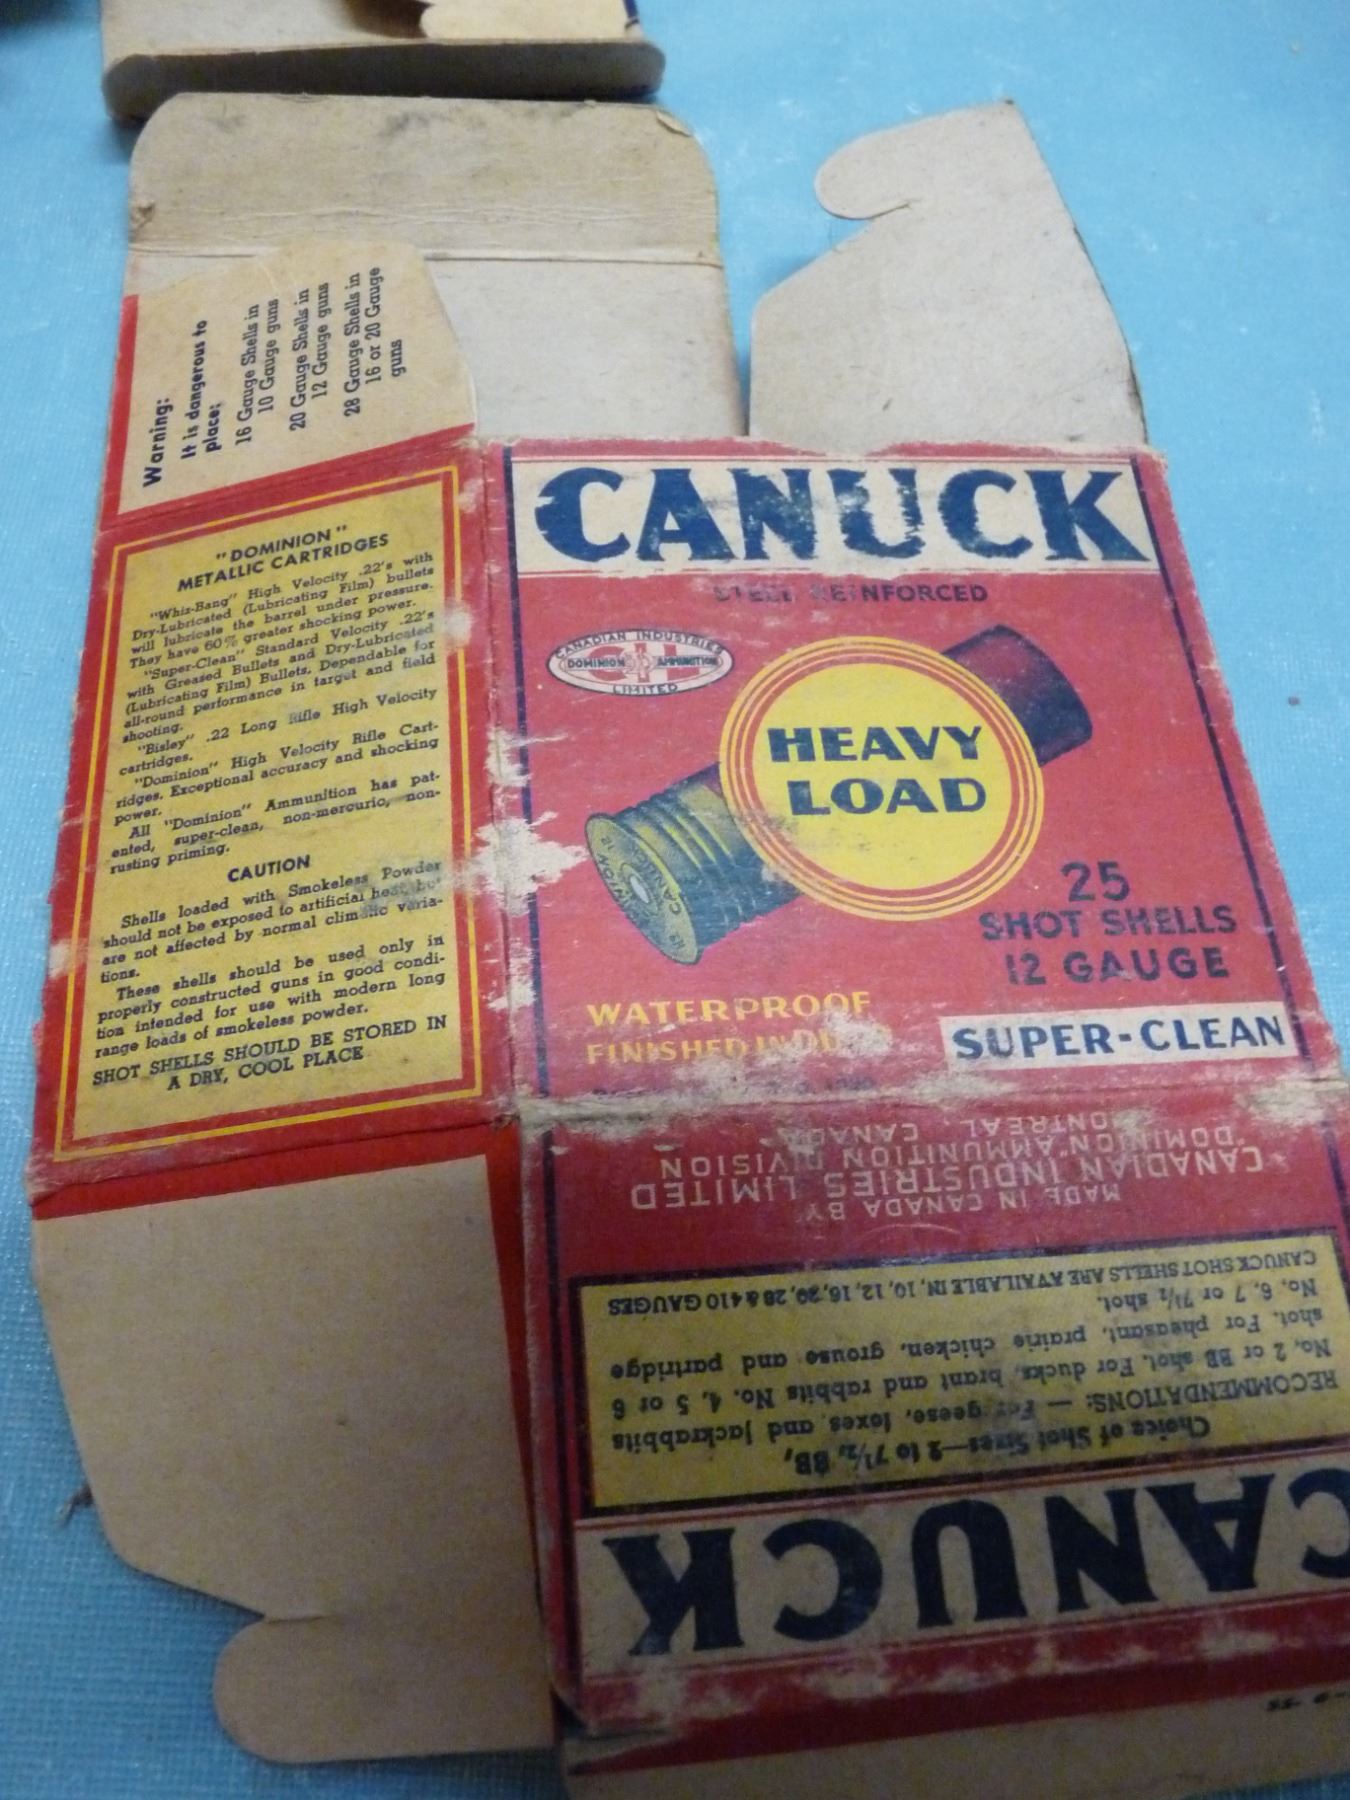 Warning:
It is dangerous to
place:
16 Gauge Shells in
10 Gauge guns
20 Gauge Shells in
12 Gauge guns
28 Gauge Shells in
16 or 20 Gauge
guns
"DOMINION"
METALLIC CARTRIDGES
"Whiz-Bang" High Velocity .22's with
Dry-Lubricated (Lubricating Film) bullets
will lubricate the barrel under pressure.
They have 60% greater shocking power.
"Super-Clean" Standard Velocity .22's
with Greased Bullets and Dry-Lubricated
(Lubricating Film) Bullets. Dependable for
all-round performance in target and field
shooting.
"Bisley" .22 Long Rifle High Velocity
cartridges.
"Dominion" High Velocity Rifle Cart-
ridges. Exceptional accuracy and shocking
power.
All "Dominion" Ammunition has pat-
ented, super-clean, non-mercuric, non-
rusting priming.
CAUTION
Shells loaded with Smokeless Powder
should not be exposed to artificial heat, but
are not affected by normal climatic varia-
tions.
These shells should be used only in
properly constructed guns in good condi-
tion intended for use with modern long
range loads of smokeless powder.
SHOT SHELLS SHOULD BE STORED IN
A DRY, COOL PLACE
CANUCK
STEEL REINFORCED
CANADIAN INDUSTRIES
DOMINION CIL AMMUNITION
LIMITED
HEAVY
LOAD
No 12
CANUCK
25
SHOT SHELLS
12 GAUGE
WATERPROOF
FINISHED IN
SUPER-CLEAN
MADE IN CANADA BY
"CANADIAN INDUSTRIES LIMITED
"DOMINION" AMMUNITION DIVISION
MONTREAL, CANADA
CANUCK
Choice of Shot Sizes—2 to 7½, BB,
RECOMMENDATIONS: — For geese, foxes and jackrabbits
No. 2 or BB shot. For ducks, brant and rabbits No. 4, 5 or 6
shot. For pheasant, prairie chicken, grouse and partridge
No. 6, 7 or 7½ shot.
CANUCK SHOT SHELLS ARE AVAILABLE IN, 10, 12, 16, 20, 28 & 410 GAUGES